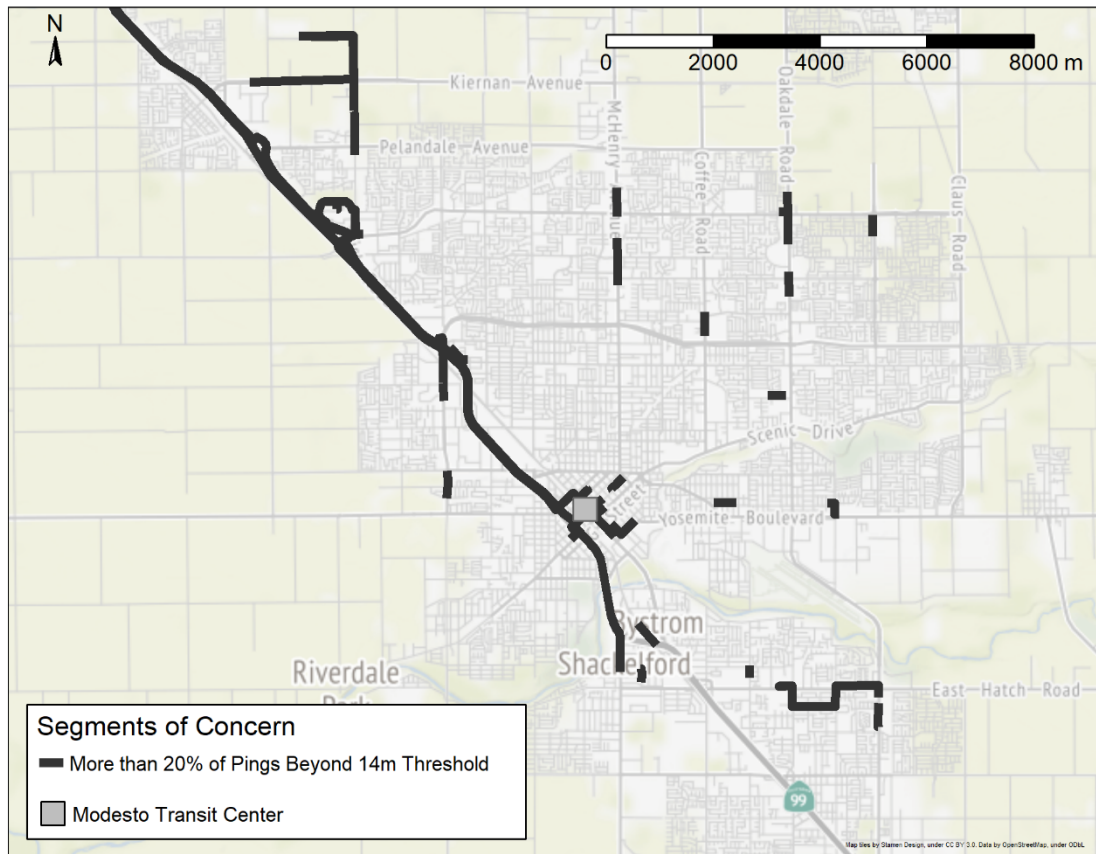 N
0 2000 4000 6000 8000 m
Kiernan Avenue
Pelandale Avenue
McHenry Avenue
Coffee Road
Oakdale Road
Claus Road
Scenic Drive
Street
Yosemite Boulevard
Bystrom
Shackelford
Riverdale
Park
East Hatch Road
99
Segments of Concern
More than 20% of Pings Beyond 14m Threshold
Modesto Transit Center
Map tiles by Stamen Design, under CC BY 3.0. Data by OpenStreetMap, under ODbL